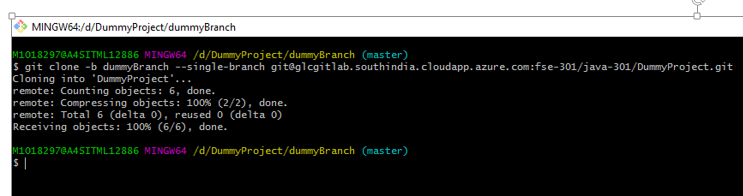 MINGW64:/d/DummyProject/dummyBranch
M1018297@A4SITML12886 MINGW64 /d/DummyProject/dummyBranch (master)
$ git clone -b dummyBranch --single-branch git@glcgitlab.southindia.cloudapp.azure.com:fse-301/java-301/DummyProject.git
Cloning into 'DummyProject'...
remote: Counting objects: 6, done.
remote: Compressing objects: 100% (2/2), done.
remote: Total 6 (delta 0), reused 0 (delta 0)
Receiving objects: 100% (6/6), done.
M1018297@A4SITML12886 MINGW64 /d/DummyProject/dummyBranch (master)
$